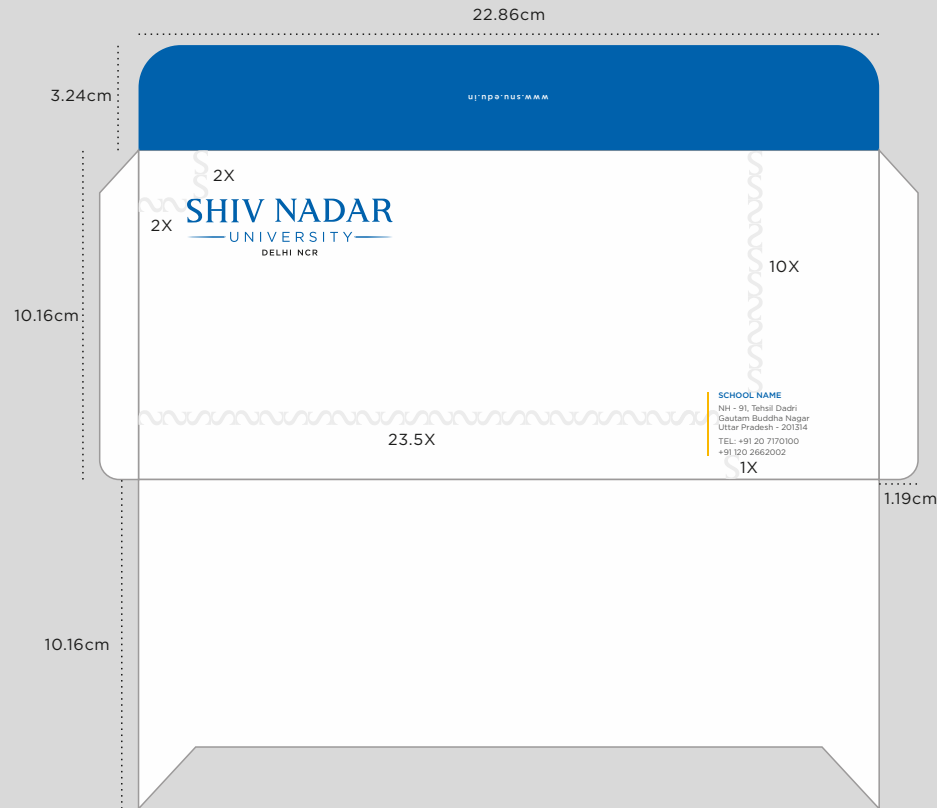 22.86cm
3.24cm
www.snu.edu.in
2X
2X
SHIV NADAR
UNIVERSITY
DELHI NCR
10X
10.16cm
23.5X
SCHOOL NAME
NH - 91, Tehsil Dadri
Gautam Buddha Nagar
Uttar Pradesh - 201314
TEL: +91 20 7170100
+91 120 2662002
1X
1.19cm
10.16cm